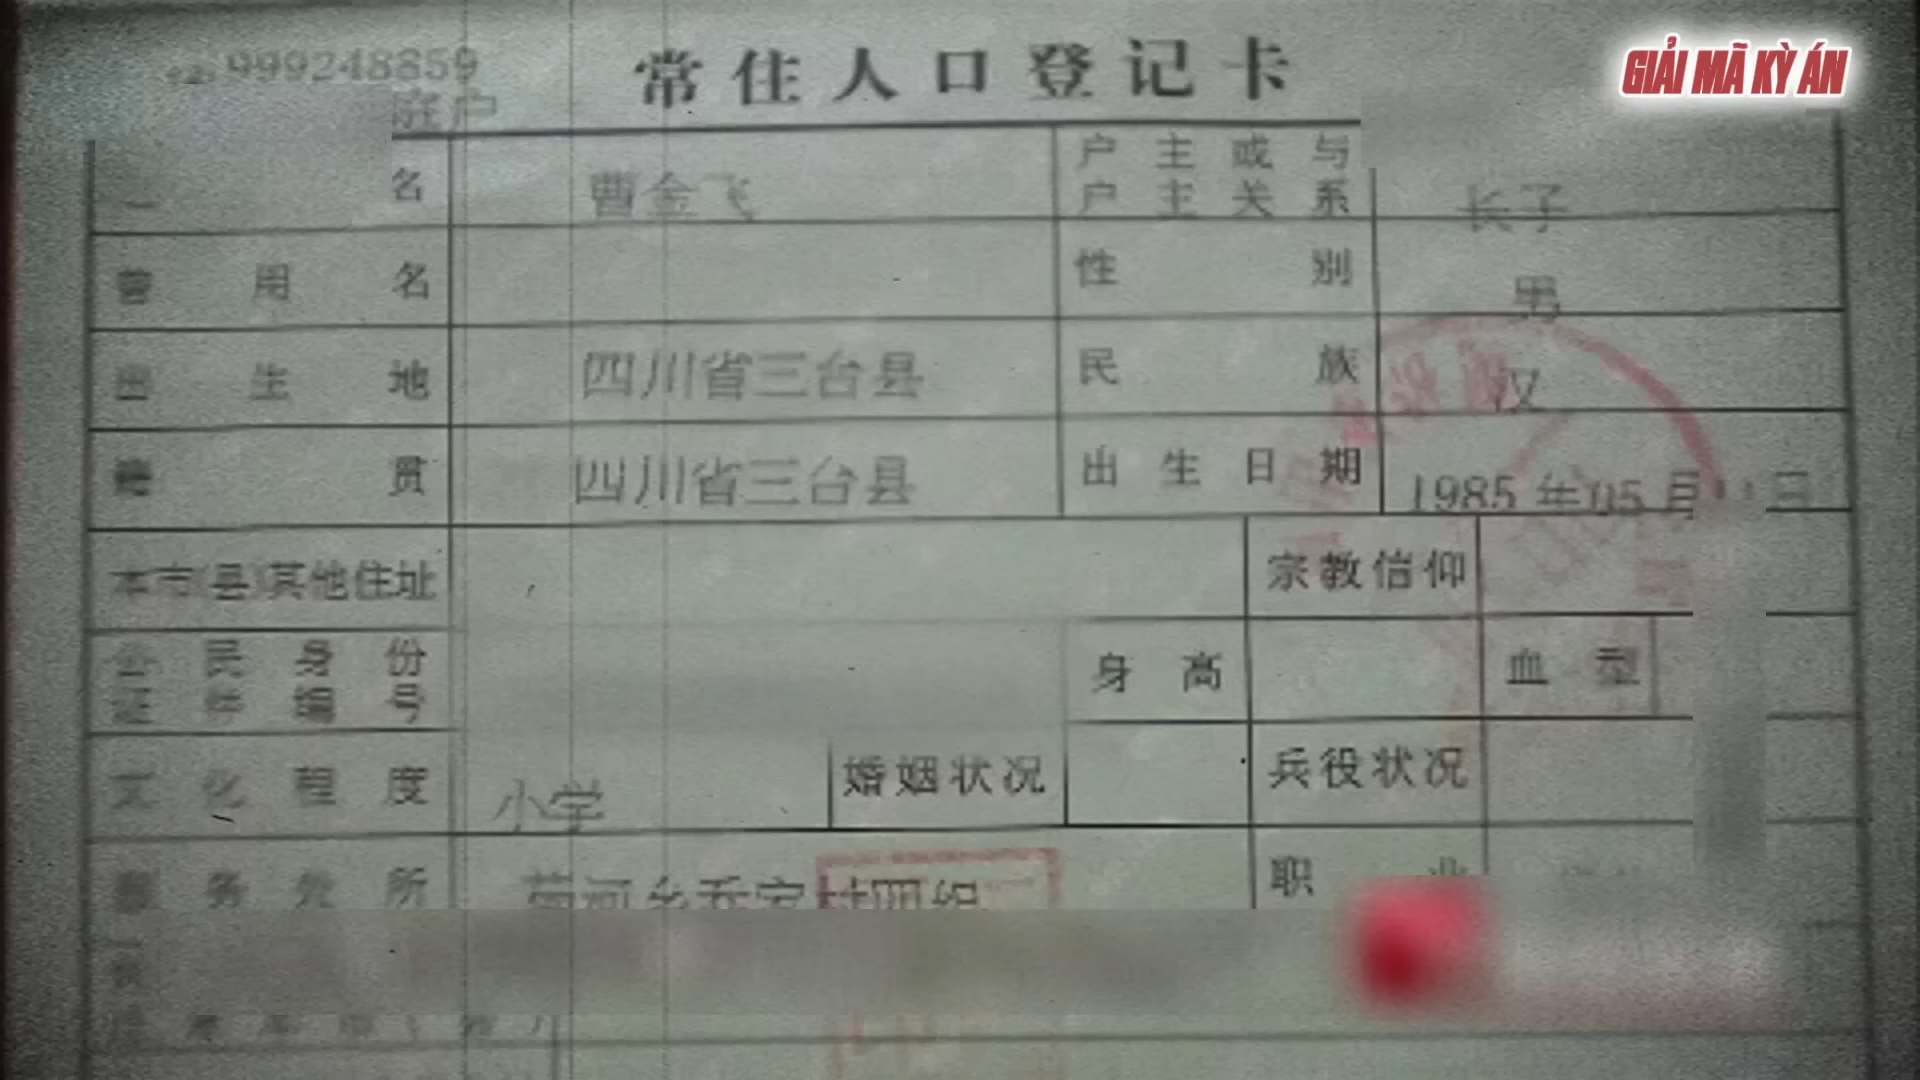 999248859
常住人口登记卡
GIẢI MÃ KỲ ÁN
庭户
名 曹金飞 户主或与户主关系 长子
曾用名 性别 男
出生地 四川省三台县 民族 汉
籍贯 四川省三台县 出生日期 1985年05月 日
本市(县)其他住址 宗教信仰
公民身份证件编号 身高 血型
文化程度 小学 婚姻状况 兵役状况
服务处所 职业